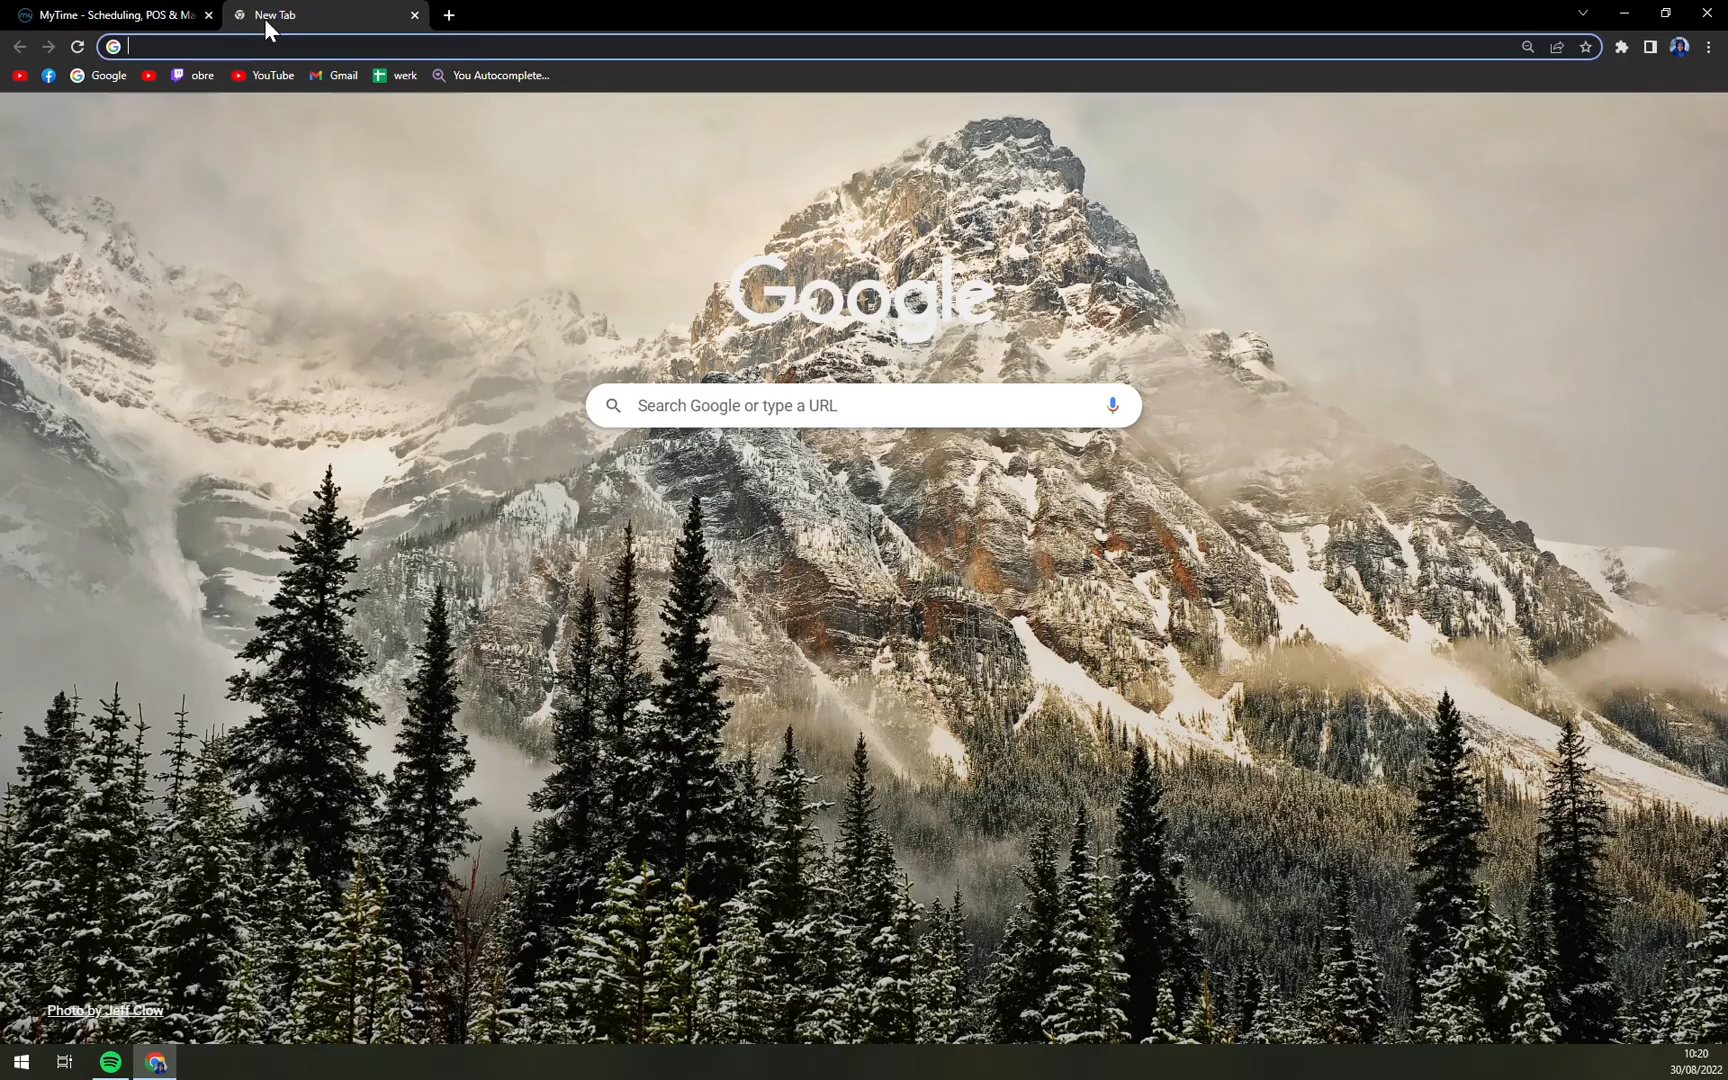 MyTime - Scheduling, POS & Ma
New Tab
Google
obre
YouTube
Gmail
werk
You Autocomplete...
Google
Search Google or type a URL
Photo by Jeff Clow
10:20
30/08/2022